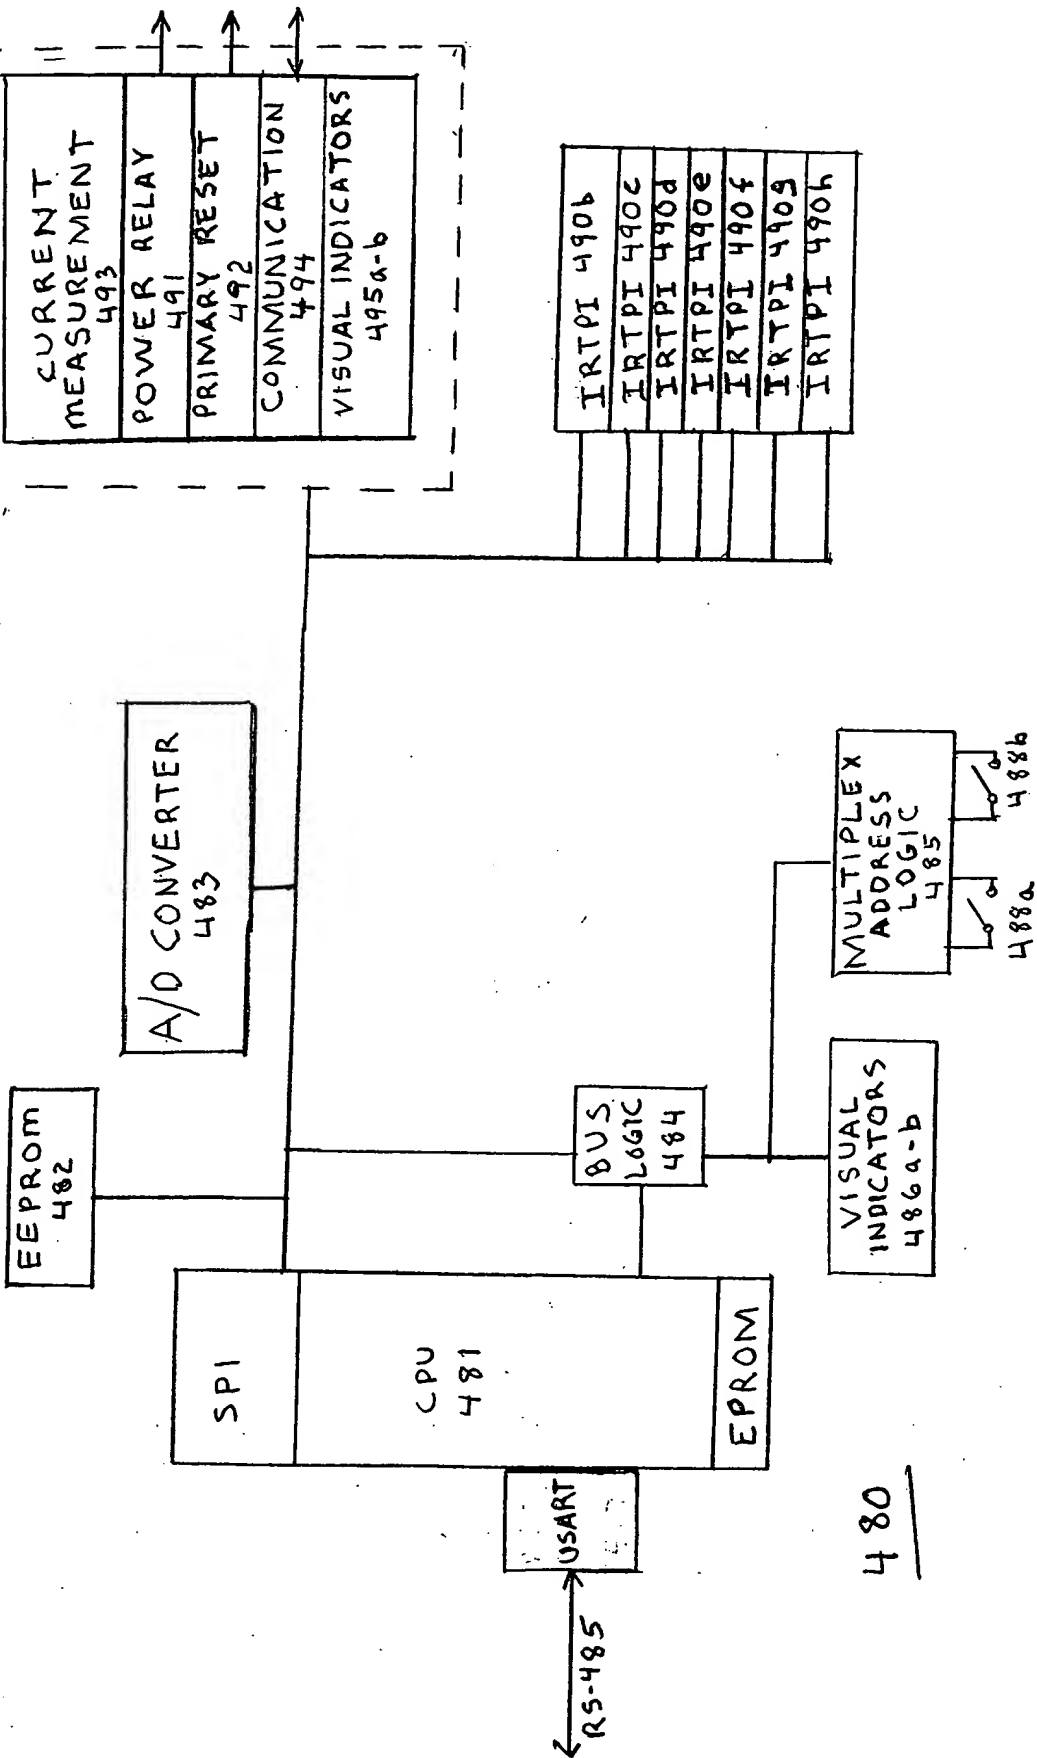 CURRENT
MEASUREMENT
493
POWER RELAY
491
PRIMARY RESET
492
COMMUNICATION
494
VISUAL INDICATORS
495a-b
IRTPI 490b
IRTPI 490c
IRTPI 490d
IRTPI 490e
IRTPI 490f
IRTPI 490g
IRTPI 490h
A/D CONVERTER
483
EEPROM
482
BUS
LOGIC
484
MULTIPLEX
ADDRESS
LOGIC
485
488a
488b
VISUAL
INDICATORS
486a-b
SPI
CPU
481
EPROM
USART
RS-485
480